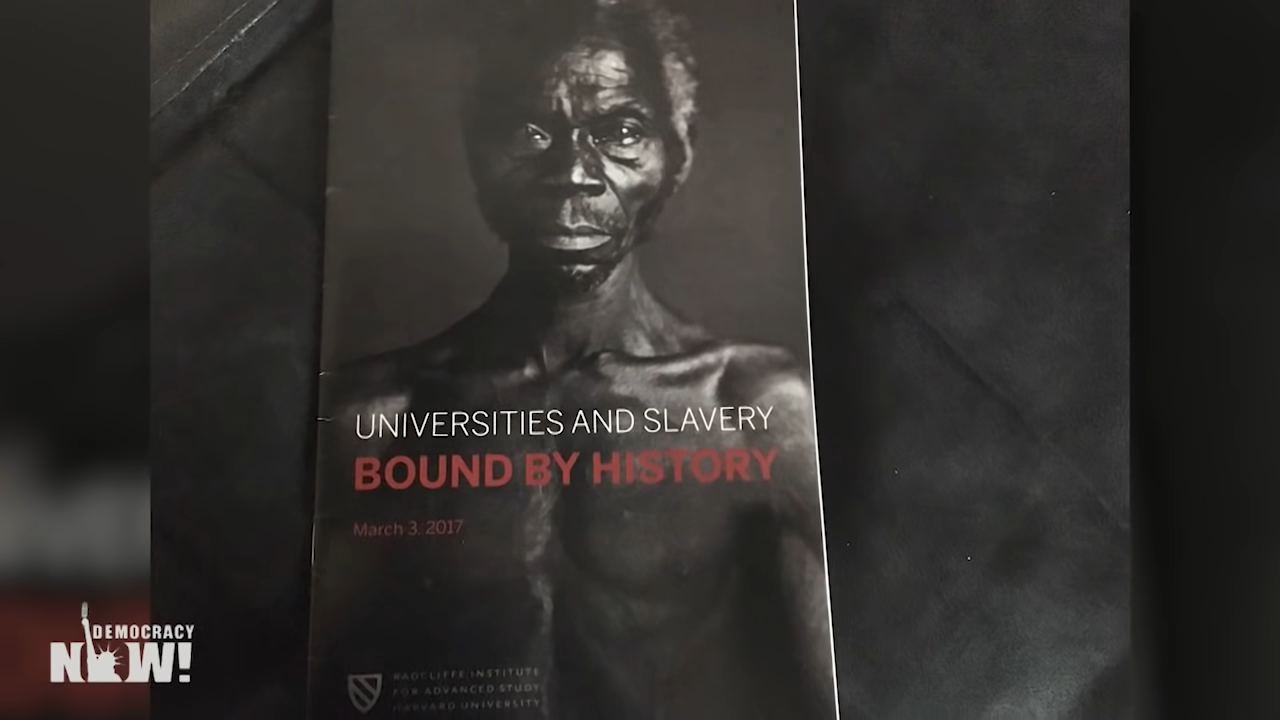 UNIVERSITIES AND SLAVERY
BOUND BY HISTORY
March 3, 2017
RADCLIFFE INSTITUTE
FOR ADVANCED STUDY
HARVARD UNIVERSITY
DEMOCRACY
NOW!